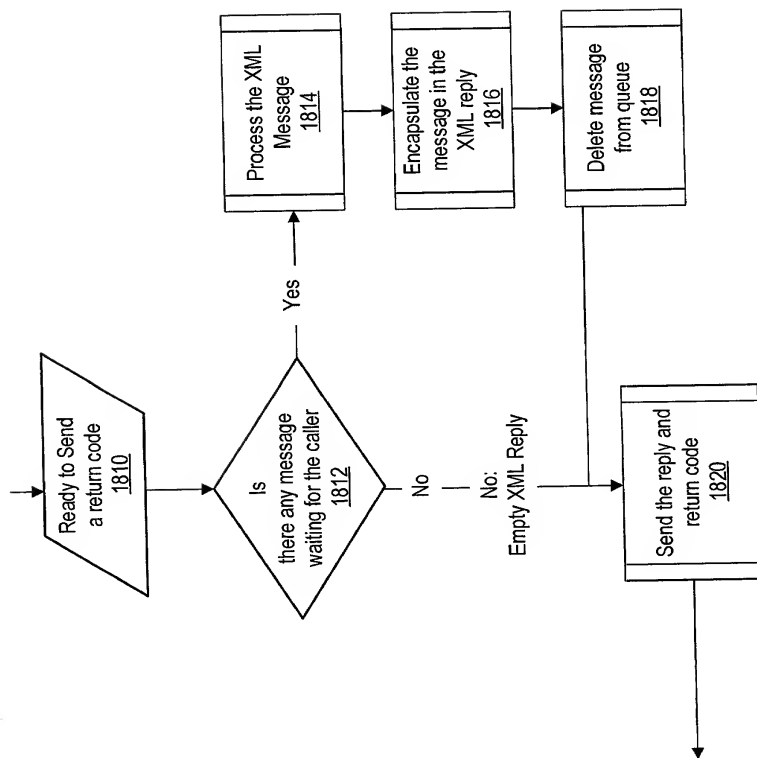 Ready to Send
a return code
1810
Is
there any message
waiting for the caller
1812
Yes
Process the XML
Message
1814
Encapsulate the
message in the
XML reply
1816
Delete message
from queue
1818
No
No:
Empty XML Reply
Send the reply and
return code
1820